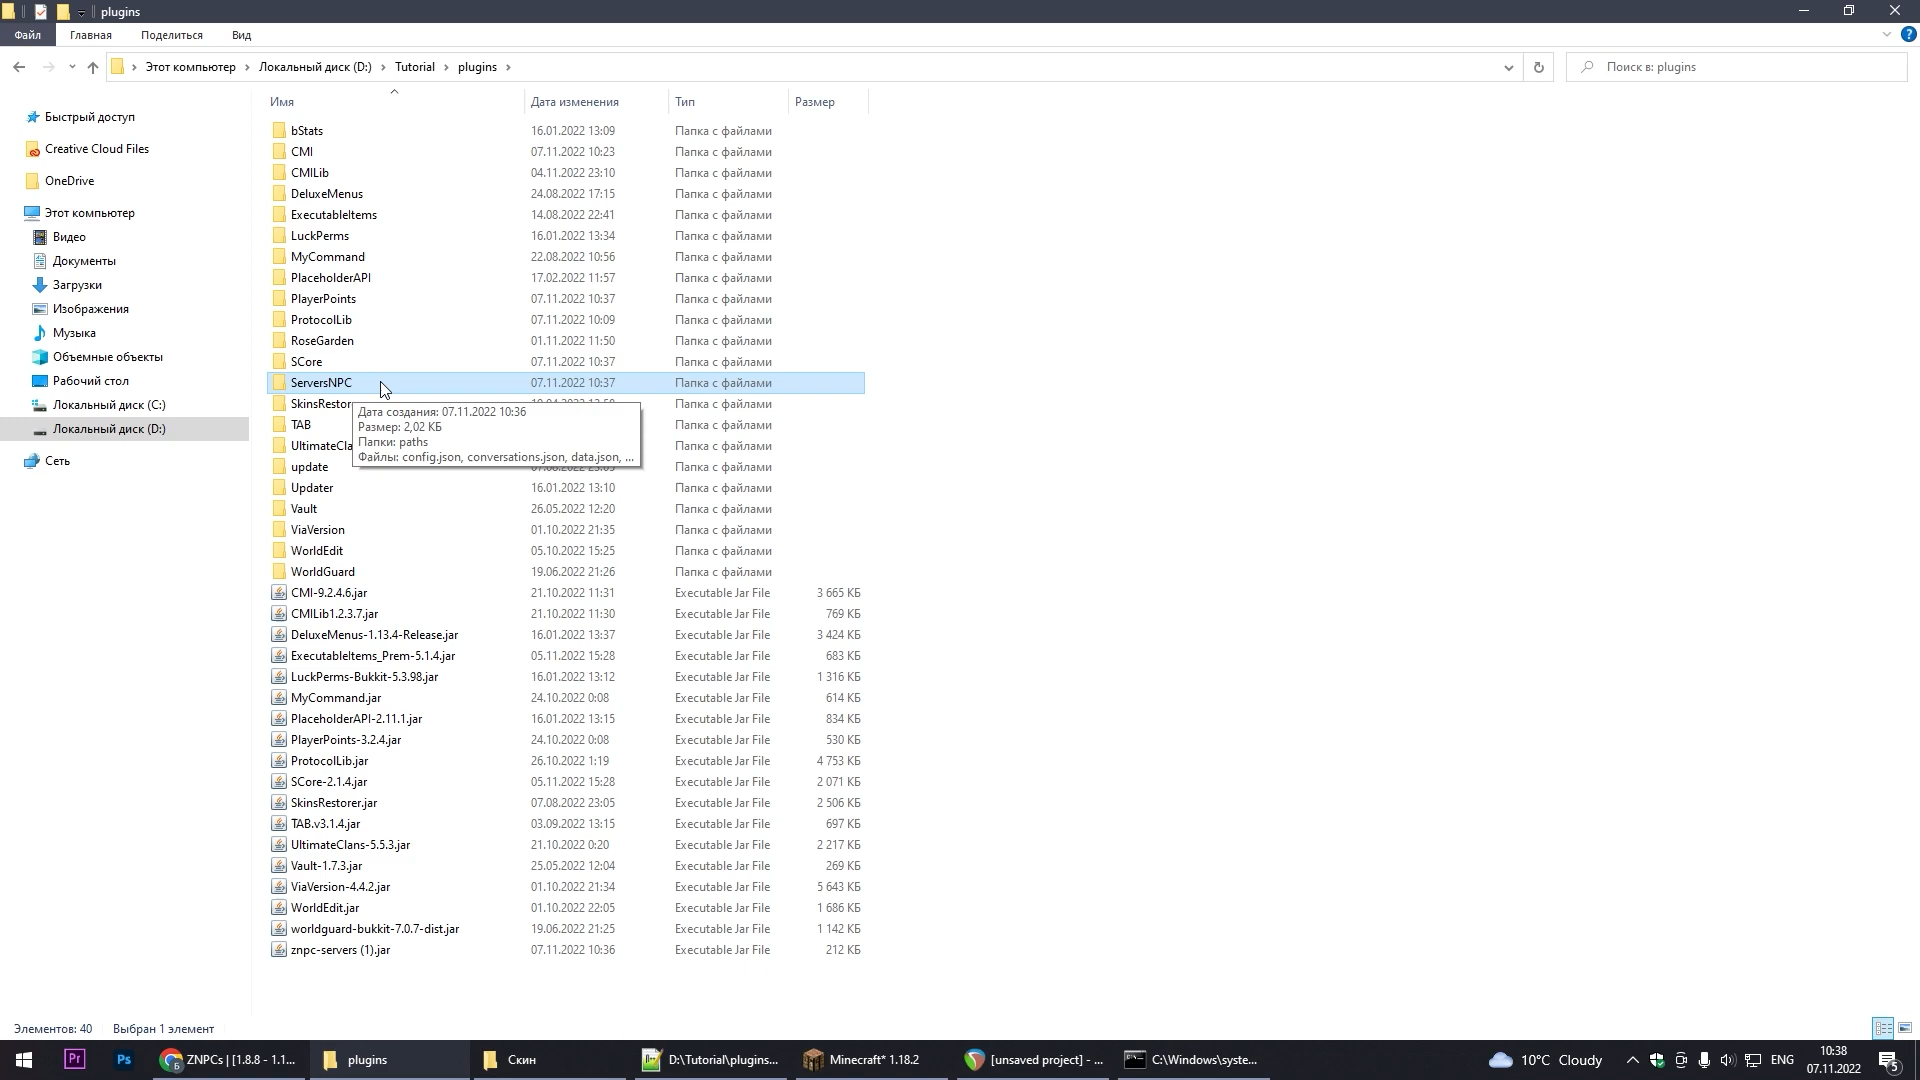 plugins
Файл Главная Поделиться Вид
Этот компьютер Локальный диск (D:) Tutorial plugins Поиск в: plugins
Имя Дата изменения Тип Размер
Быстрый доступ
Creative Cloud Files
OneDrive
Этот компьютер
Видео
Документы
Загрузки
Изображения
Музыка
Объемные объекты
Рабочий стол
Локальный диск (C:)
Локальный диск (D:)
Сеть
bStats 16.01.2022 13:09 Папка с файлами
CMI 07.11.2022 10:23 Папка с файлами
CMILib 04.11.2022 23:10 Папка с файлами
DeluxeMenus 24.08.2022 17:15 Папка с файлами
ExecutableItems 14.08.2022 22:41 Папка с файлами
LuckPerms 16.01.2022 13:34 Папка с файлами
MyCommand 22.08.2022 10:56 Папка с файлами
PlaceholderAPI 17.02.2022 11:57 Папка с файлами
PlayerPoints 07.11.2022 10:37 Папка с файлами
ProtocolLib 07.11.2022 10:09 Папка с файлами
RoseGarden 01.11.2022 11:50 Папка с файлами
SCore 07.11.2022 10:37 Папка с файлами
ServersNPC 07.11.2022 10:37 Папка с файлами
SkinsRestor Папка с файлами
TAB Папка с файлами
UltimateCla Папка с файлами
update Папка с файлами
Дата создания: 07.11.2022 10:36
Размер: 2,02 КБ
Папки: paths
Файлы: config.json, conversations.json, data.json, ...
Updater 16.01.2022 13:10 Папка с файлами
Vault 26.05.2022 12:20 Папка с файлами
ViaVersion 01.10.2022 21:35 Папка с файлами
WorldEdit 05.10.2022 15:25 Папка с файлами
WorldGuard 19.06.2022 21:26 Папка с файлами
CMI-9.2.4.6.jar 21.10.2022 11:31 Executable Jar File 3 665 КБ
CMILib1.2.3.7.jar 21.10.2022 11:30 Executable Jar File 769 КБ
DeluxeMenus-1.13.4-Release.jar 16.01.2022 13:37 Executable Jar File 3 424 КБ
ExecutableItems_Prem-5.1.4.jar 05.11.2022 15:28 Executable Jar File 683 КБ
LuckPerms-Bukkit-5.3.98.jar 16.01.2022 13:12 Executable Jar File 1 316 КБ
MyCommand.jar 24.10.2022 0:08 Executable Jar File 614 КБ
PlaceholderAPI-2.11.1.jar 16.01.2022 13:15 Executable Jar File 834 КБ
PlayerPoints-3.2.4.jar 24.10.2022 0:08 Executable Jar File 530 КБ
ProtocolLib.jar 26.10.2022 1:19 Executable Jar File 4 753 КБ
SCore-2.1.4.jar 05.11.2022 15:28 Executable Jar File 2 071 КБ
SkinsRestorer.jar 07.08.2022 23:05 Executable Jar File 2 506 КБ
TAB.v3.1.4.jar 03.09.2022 13:15 Executable Jar File 697 КБ
UltimateClans-5.5.3.jar 21.10.2022 0:20 Executable Jar File 2 217 КБ
Vault-1.7.3.jar 25.05.2022 12:04 Executable Jar File 269 КБ
ViaVersion-4.4.2.jar 01.10.2022 21:34 Executable Jar File 5 643 КБ
WorldEdit.jar 01.10.2022 22:05 Executable Jar File 1 686 КБ
worldguard-bukkit-7.0.7-dist.jar 19.06.2022 21:25 Executable Jar File 1 142 КБ
znpc-servers (1).jar 07.11.2022 10:36 Executable Jar File 212 КБ
Элементов: 40 Выбран 1 элемент
Pr Ps ZNPCs | [1.8.8 - 1.1... plugins Скин D:\Tutorial\plugins... Minecraft* 1.18.2 [unsaved project] - ... C:\Windows\syste... 10°C Cloudy ENG 10:38
07.11.2022 5